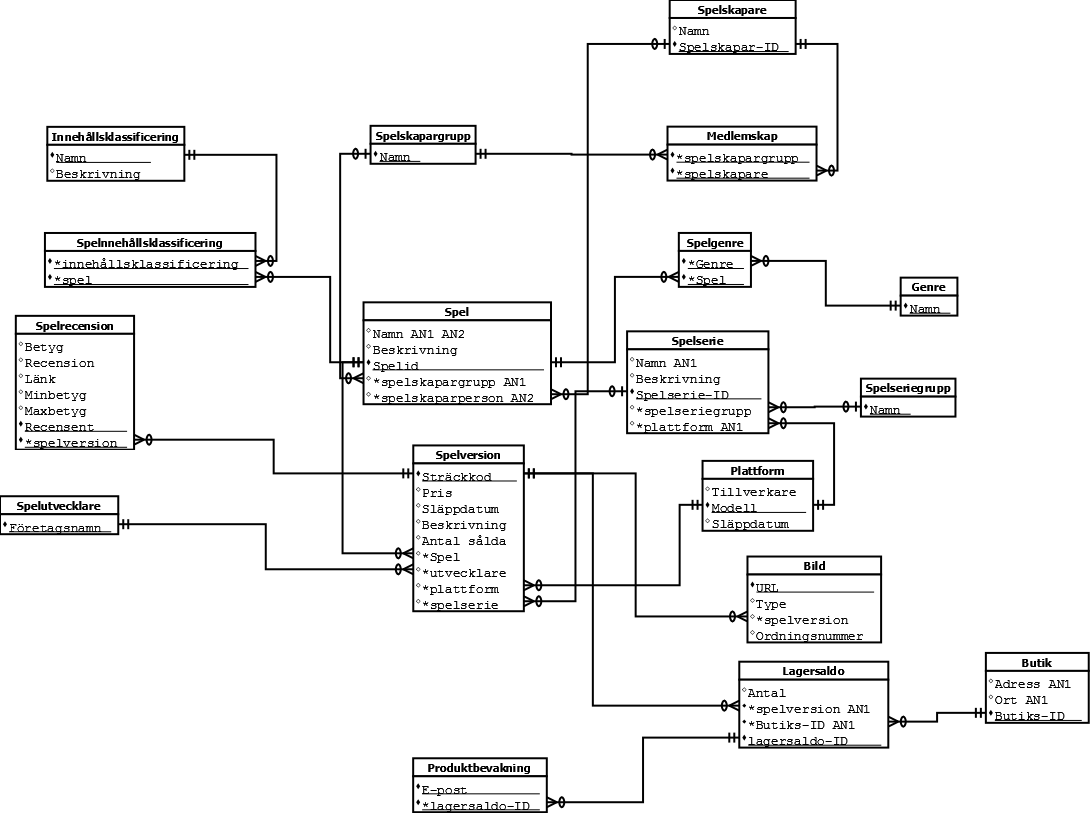 Spelskapare
Namn
Spelskapar-ID
Innehållsklassificering
Namn
Beskrivning
Spelskapargrupp
Namn
Medlemskap
*spelskapargrupp
*spelskapare
Spelnnehållsklassificering
*innehållsklassificering
*spel
Spelgenre
*Genre
*Spel
Genre
Namn
Spelrecension
Betyg
Recension
Länk
Minbetyg
Maxbetyg
Recensent
*spelversion
Spel
Namn AN1 AN2
Beskrivning
Spelid
*spelskapargrupp AN1
*spelskaparperson AN2
Spelserie
Namn AN1
Beskrivning
Spelserie-ID
*spelseriegrupp
*plattform AN1
Spelseriegrupp
Namn
Spelutvecklare
Företagsnamn
Spelversion
Sträckkod
Pris
Släppdatum
Beskrivning
Antal sålda
*Spel
*utvecklare
*plattform
*spelserie
Plattform
Tillverkare
Modell
Släppdatum
Bild
URL
Type
*spelversion
Ordningsnummer
Lagersaldo
Antal
*spelversion AN1
*Butiks-ID AN1
lagersaldo-ID
Butik
Adress AN1
Ort AN1
Butiks-ID
Produktbevakning
E-post
*lagersaldo-ID